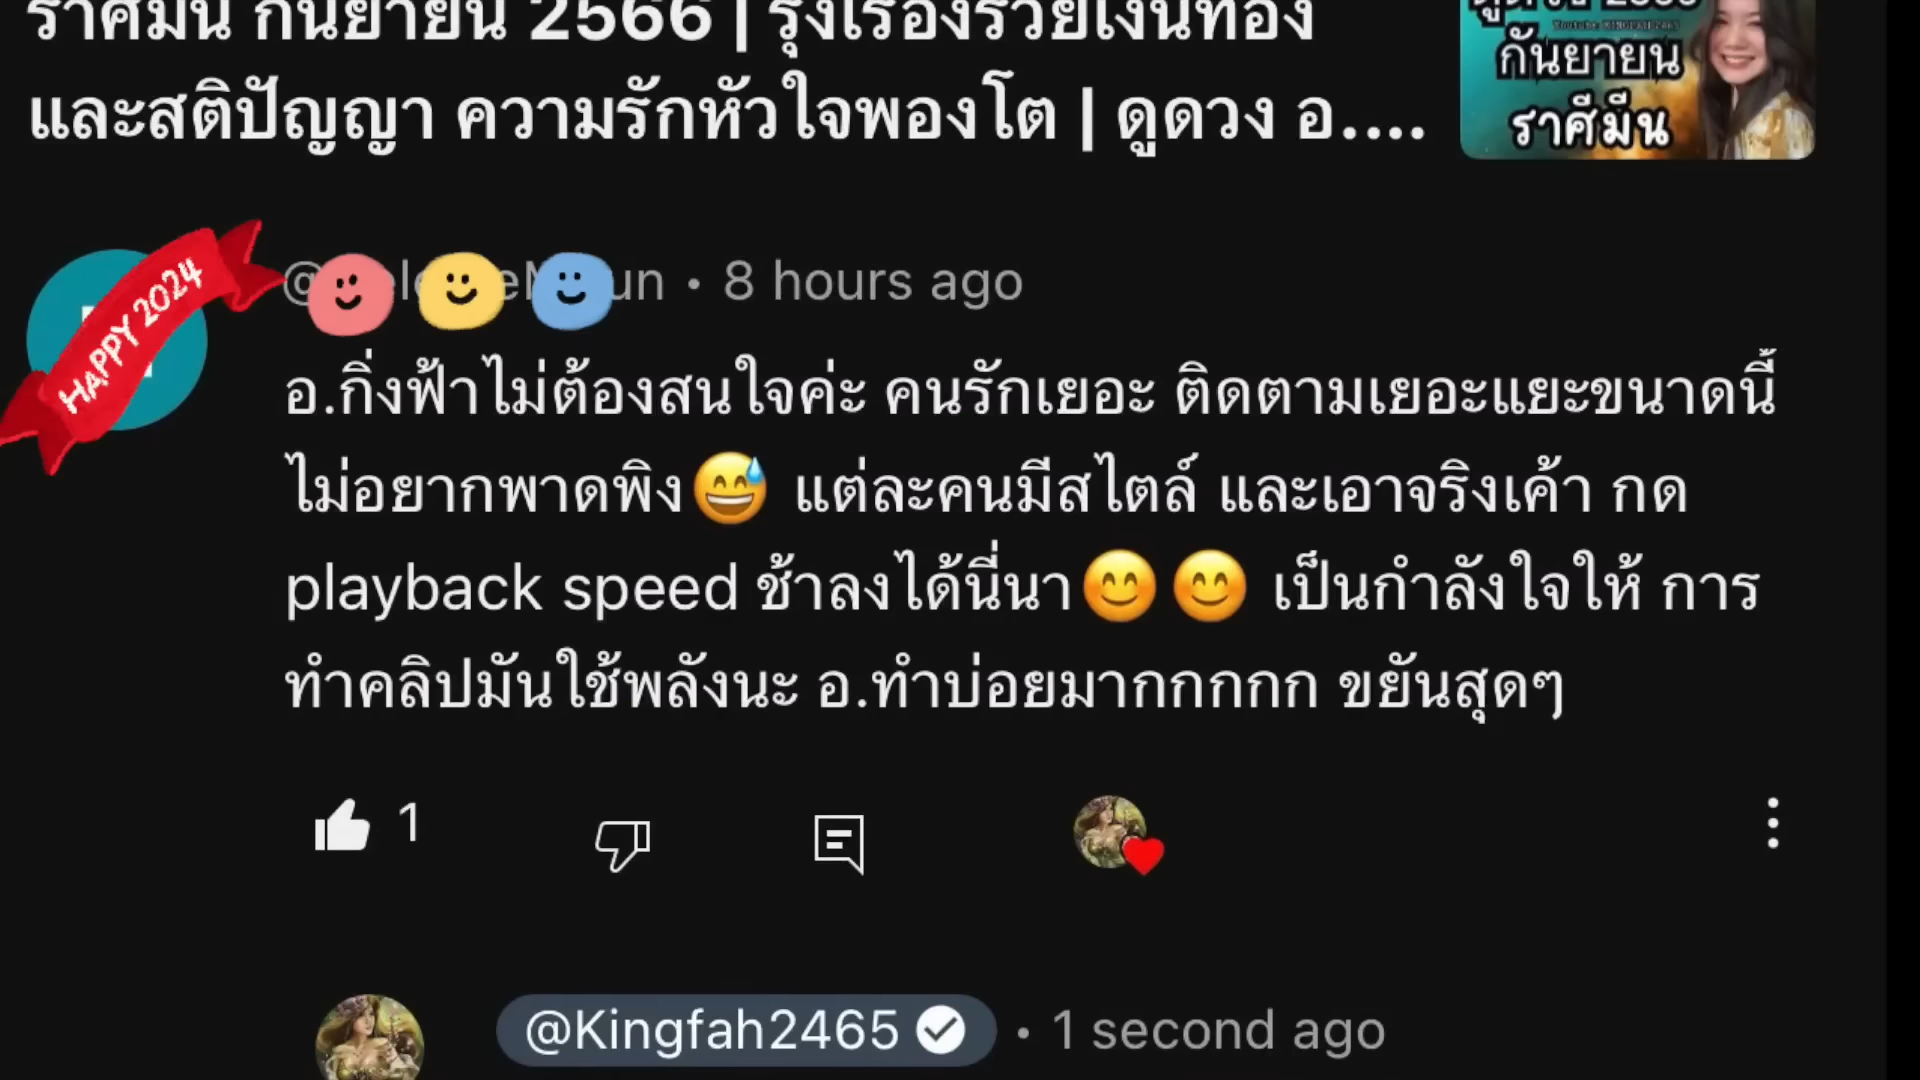 ราศีมีน กันยายน 2566 | รุ่งเรืองร่ำรวยเงินทอง
และสติปัญญา ความรักหัวใจพองโต | ดูดวง อ....
กันยายน
ราศีมีน
HAPPY 2024
8 hours ago
อ.กิ่งฟ้าไม่ต้องสนใจค่ะ คนรักเยอะ ติดตามเยอะแยะขนาดนี้
ไม่อยากพาดพิง😅 แต่ละคนมีสไตล์ และเอาจริงเค้า กด
playback speed ช้าลงได้นี่นา😊😊 เป็นกำลังใจให้ การ
ทำคลิปมันใช้พลังนะ อ.ทำบ่อยมากกกกก ขยันสุดๆ
1
@Kingfah2465 • 1 second ago